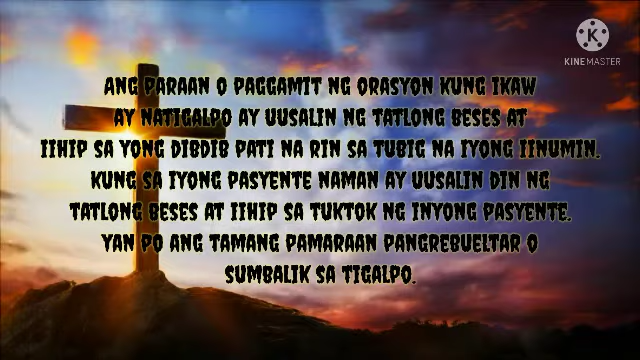 KINEMASTER
ANG PARAAN O PAGGAMIT NG ORASYON KUNG IKAW
AY NATIGALPO AY UUSALIN NG TATLONG BESES AT
IIHIP SA YONG DIBDIB PATI NA RIN SA TUBIG NA IYONG IINUMIN.
KUNG SA IYONG PASYENTE NAMAN AY UUSALIN DIN NG
TATLONG BESES AT IIHIP SA TUKTOK NG INYONG PASYENTE.
YAN PO ANG TAMANG PAMARAAN PANGREBUELTAR O
SUMBALIK SA TIGALPO.